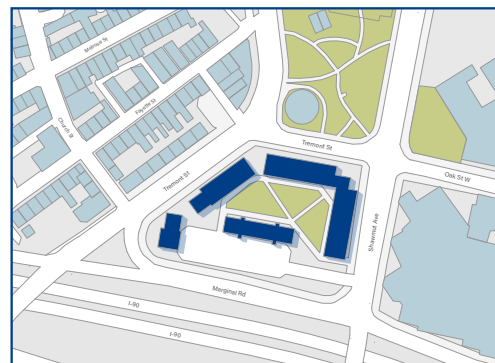 Melrose St
Fayette St
Church St
Tremont St
Tremont St
Oak St W
Shawmut Ave
Marginal Rd
I-90
I-90